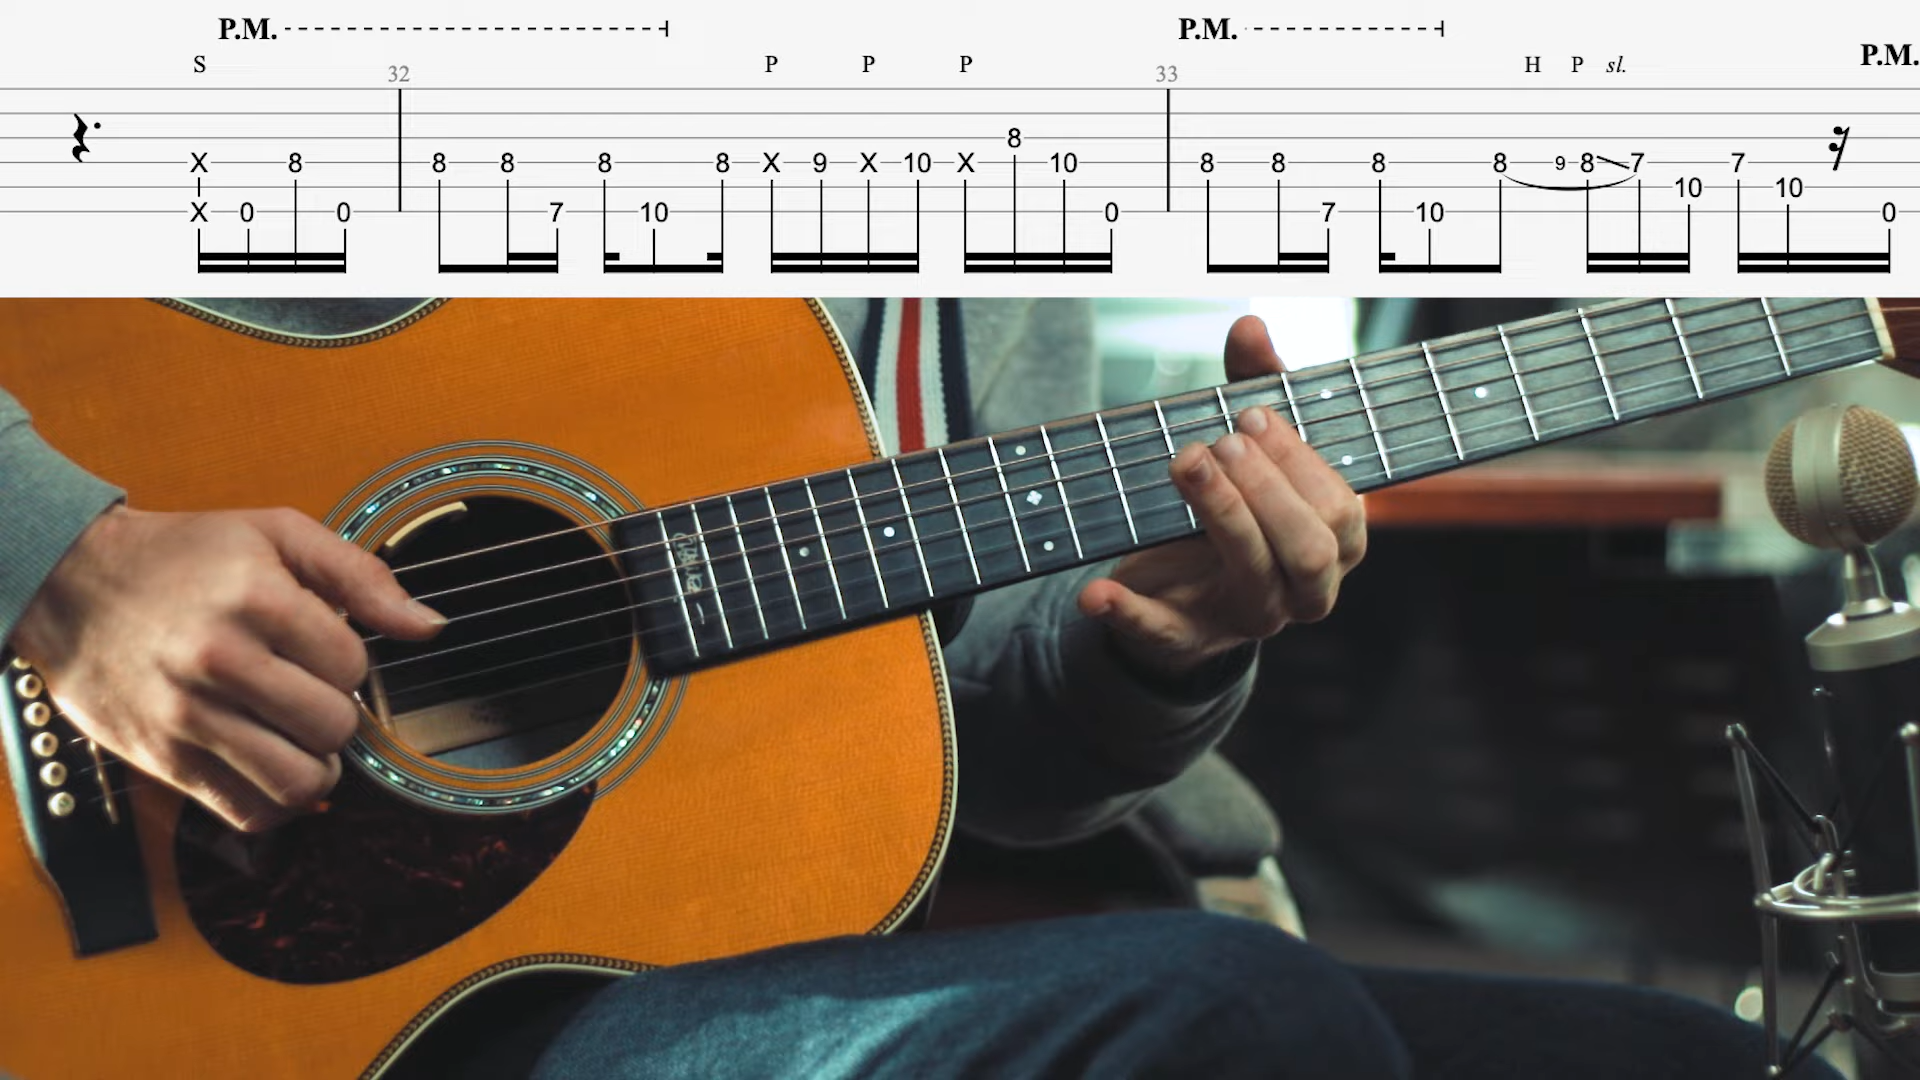 P.M. P.M.
S 32 P P P 33 H P sl. P.M.
8
X 8 8 8 8 8 X 9 X 10 X 10 8 8 8 8 9 8 7 7
10 10
X 0 0 7 10 0 7 10 0